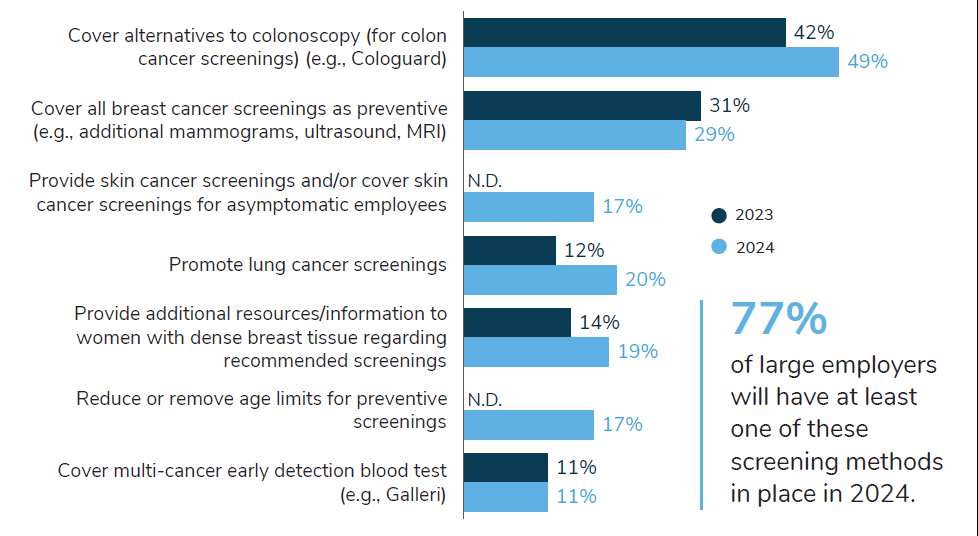 Cover alternatives to colonoscopy (for colon
cancer screenings) (e.g., Cologuard)
42%
49%
Cover all breast cancer screenings as preventive
(e.g., additional mammograms, ultrasound, MRI)
31%
29%
Provide skin cancer screenings and/or cover skin
cancer screenings for asymptomatic employees
N.D.
17%
Promote lung cancer screenings
12%
20%
Provide additional resources/information to
women with dense breast tissue regarding
recommended screenings
14%
19%
Reduce or remove age limits for preventive
screenings
N.D.
17%
Cover multi-cancer early detection blood test
(e.g., Galleri)
11%
11%
2023
2024
77%
of large employers
will have at least
one of these
screening methods
in place in 2024.